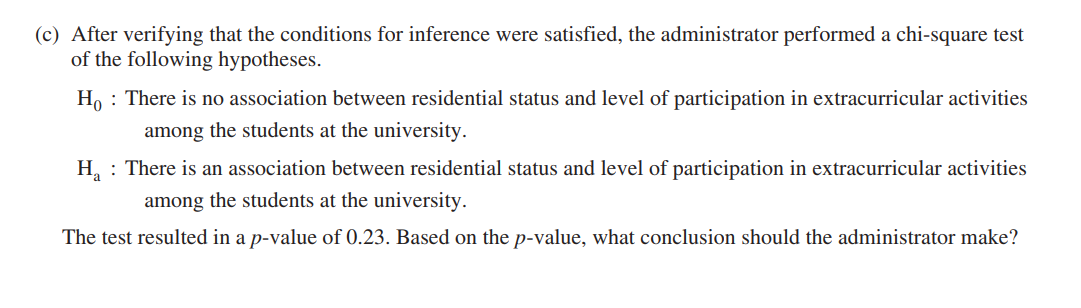 (c) After verifying that the conditions for inference were satisfied, the administrator performed a chi-square test
of the following hypotheses.
H₀ : There is no association between residential status and level of participation in extracurricular activities
among the students at the university.
Hₐ : There is an association between residential status and level of participation in extracurricular activities
among the students at the university.
The test resulted in a p-value of 0.23. Based on the p-value, what conclusion should the administrator make?